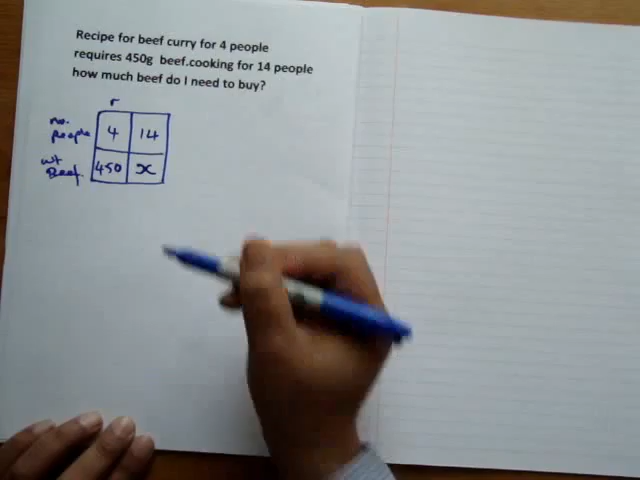 Recipe for beef curry for 4 people
requires 450g beef.cooking for 14 people
how much beef do I need to buy?
r
no. people 4 14
wt Beef. 450 x